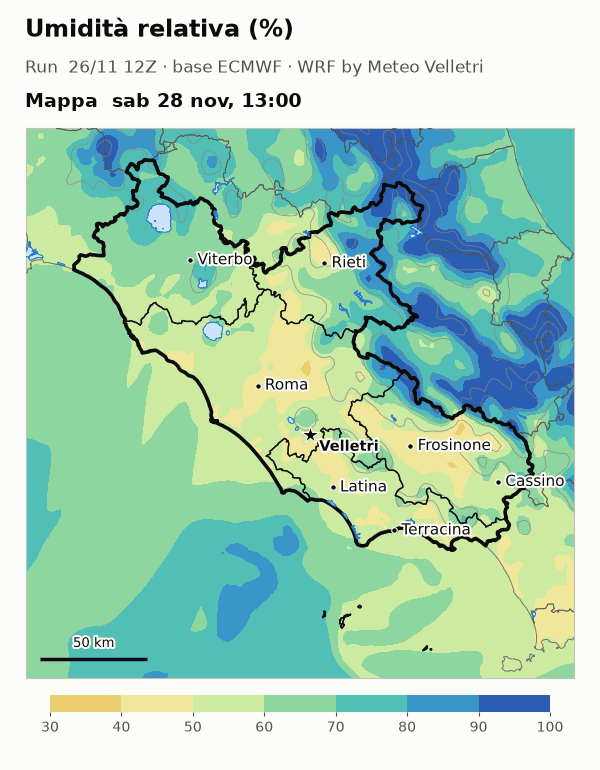 Umidità relativa (%)
Run  26/11 12Z · base ECMWF · WRF by Meteo Velletri
Mappa  sab 28 nov, 13:00
Viterbo
Rieti
Roma
Velletri
Frosinone
Latina
Cassino
Terracina
50 km
30 40 50 60 70 80 90 100